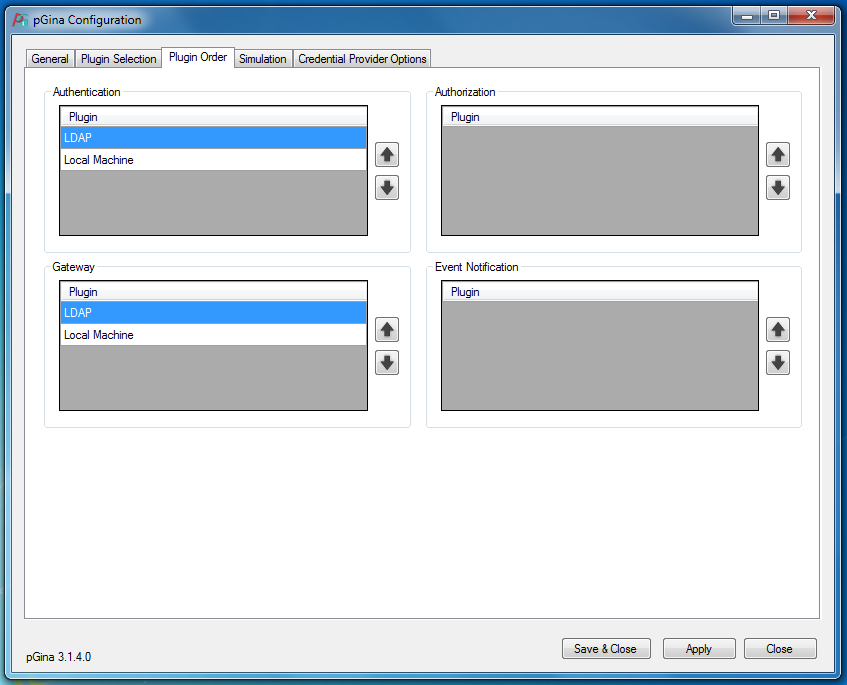 pGina Configuration
General Plugin Selection Plugin Order Simulation Credential Provider Options
Authentication
Plugin
LDAP
Local Machine
Authorization
Plugin
Gateway
Plugin
LDAP
Local Machine
Event Notification
Plugin
pGina 3.1.4.0
Save & Close Apply Close